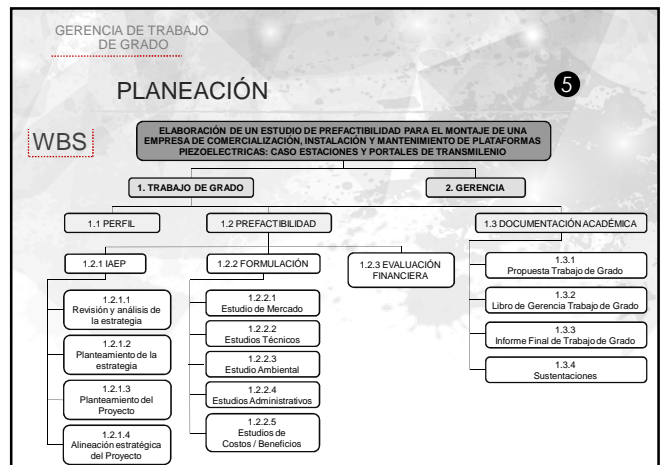 GERENCIA DE TRABAJO
DE GRADO
PLANEACIÓN
5
WBS
ELABORACIÓN DE UN ESTUDIO DE PREFACTIBILIDAD PARA EL MONTAJE DE UNA
EMPRESA DE COMERCIALIZACIÓN, INSTALACIÓN Y MANTENIMIENTO DE PLATAFORMAS
PIEZOELECTRICAS: CASO ESTACIONES Y PORTALES DE TRANSMILENIO
1. TRABAJO DE GRADO
2. GERENCIA
1.1 PERFIL
1.2 PREFACTIBILIDAD
1.3 DOCUMENTACIÓN ACADÉMICA
1.2.1 IAEP
1.2.2 FORMULACIÓN
1.2.3 EVALUACIÓN
FINANCIERA
1.2.1.1
Revisión y análisis de
la estrategia
1.2.1.2
Planteamiento de la
estrategia
1.2.1.3
Planteamiento del
Proyecto
1.2.1.4
Alineación estratégica
del Proyecto
1.2.2.1
Estudio de Mercado
1.2.2.2
Estudios Técnicos
1.2.2.3
Estudio Ambiental
1.2.2.4
Estudios Administrativos
1.2.2.5
Estudios de
Costos / Beneficios
1.3.1
Propuesta Trabajo de Grado
1.3.2
Libro de Gerencia Trabajo de Grado
1.3.3
Informe Final de Trabajo de Grado
1.3.4
Sustentaciones